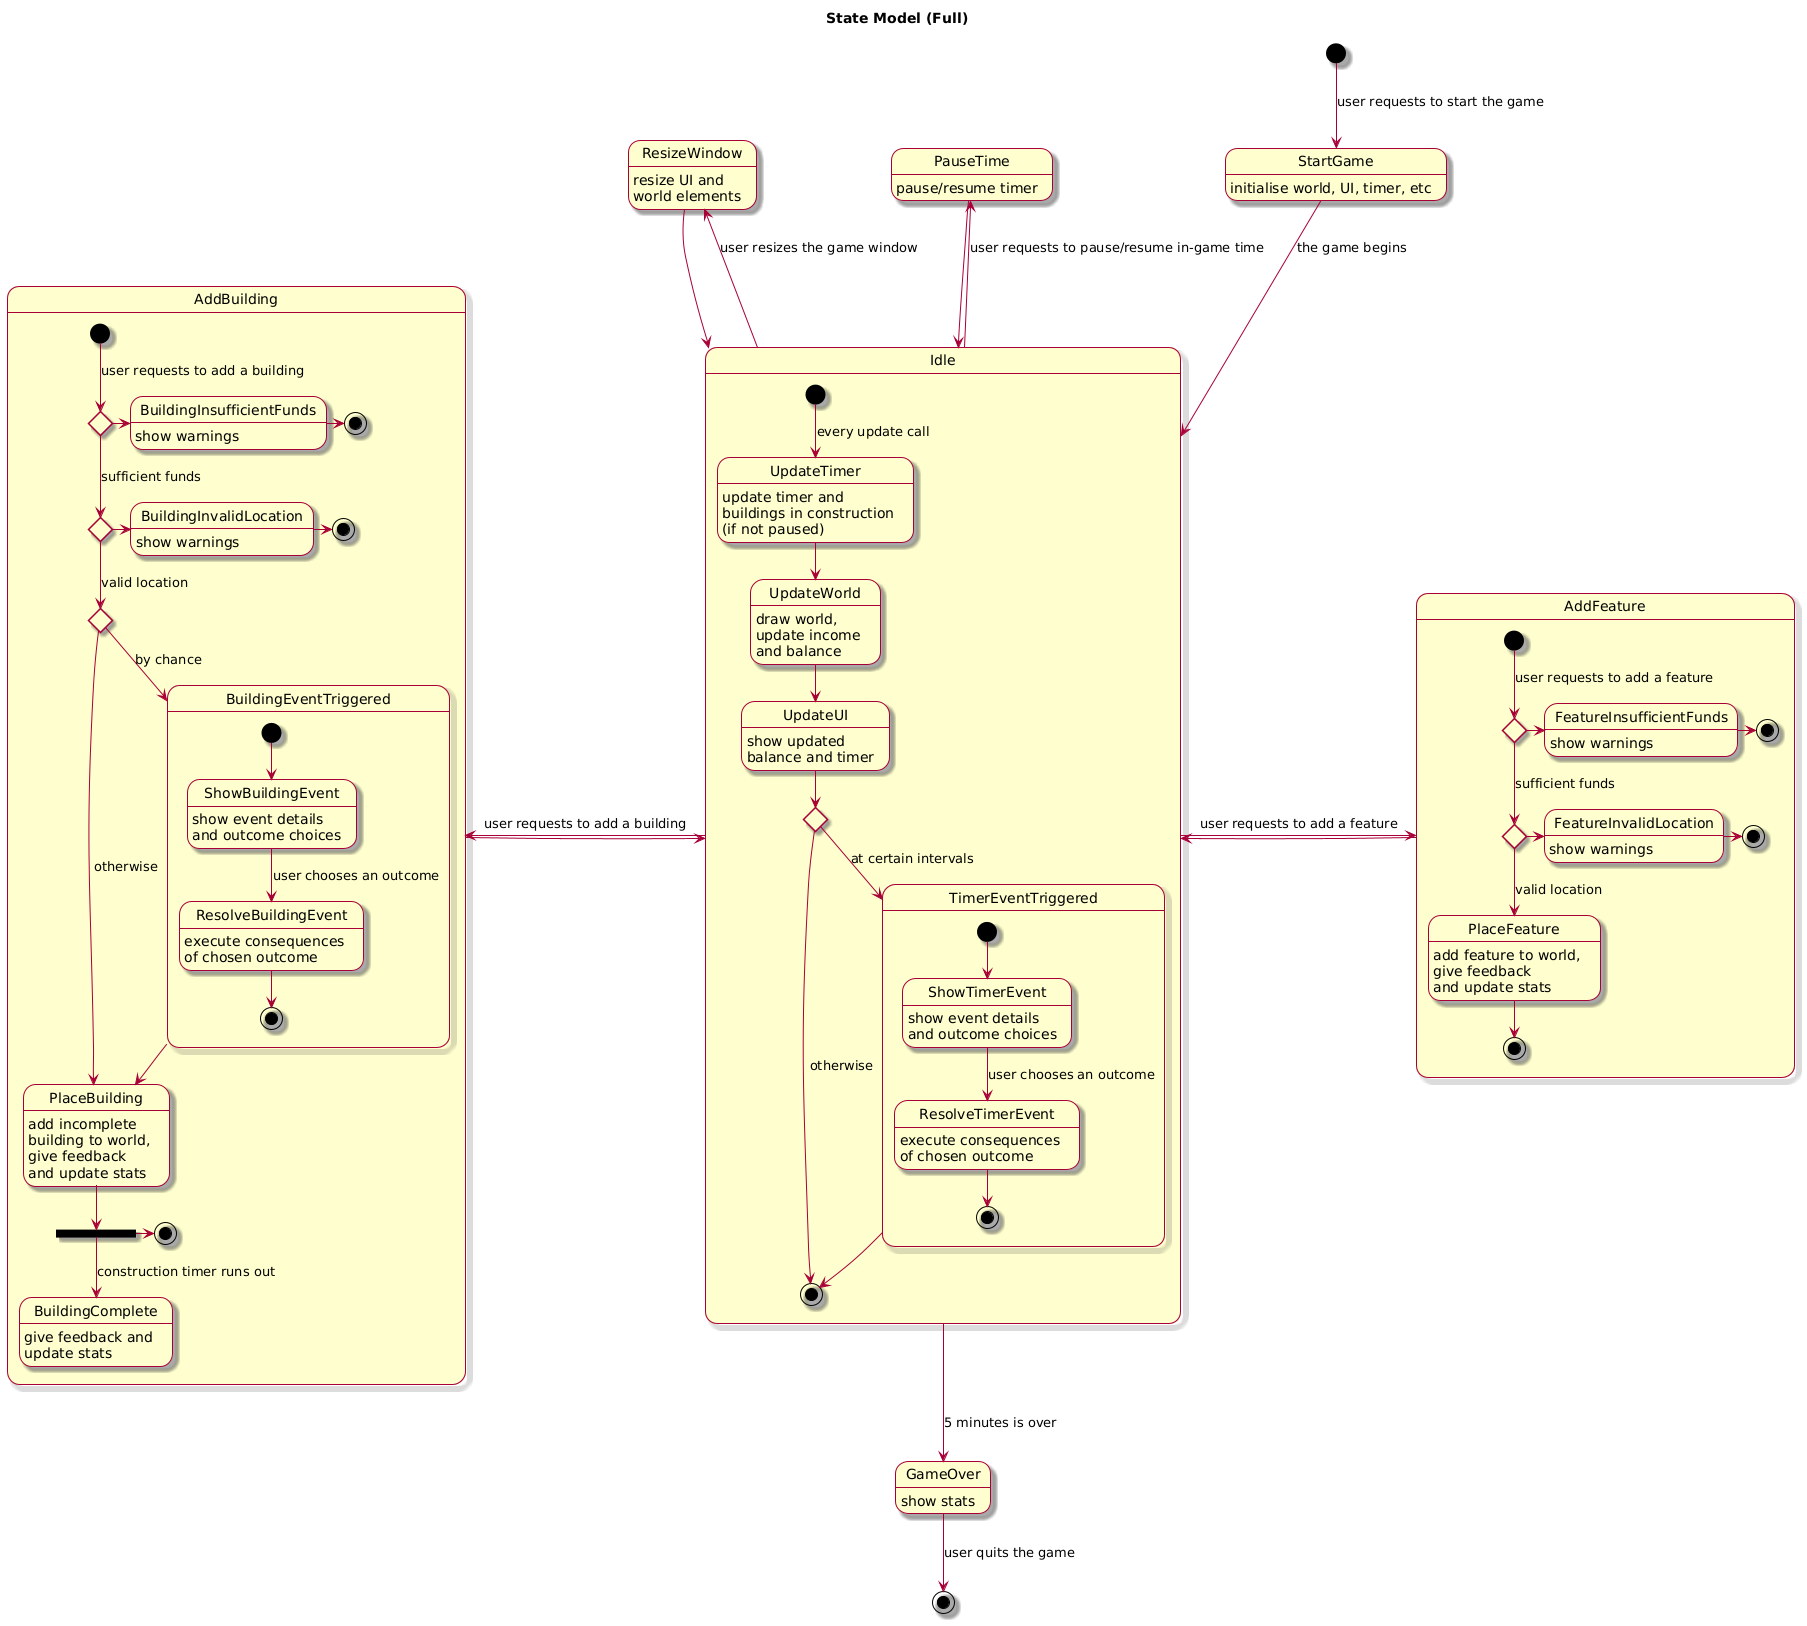 State Model (Full)
user requests to start the game
ResizeWindow
resize UI and
world elements
PauseTime
pause/resume timer
StartGame
initialise world, UI, timer, etc
user resizes the game window
user requests to pause/resume in-game time
the game begins
AddBuilding
user requests to add a building
BuildingInsufficientFunds
show warnings
sufficient funds
BuildingInvalidLocation
show warnings
valid location
by chance
BuildingEventTriggered
ShowBuildingEvent
show event details
and outcome choices
otherwise
user chooses an outcome
ResolveBuildingEvent
execute consequences
of chosen outcome
PlaceBuilding
add incomplete
building to world,
give feedback
and update stats
construction timer runs out
BuildingComplete
give feedback and
update stats
user requests to add a building
Idle
every update call
UpdateTimer
update timer and
buildings in construction
(if not paused)
UpdateWorld
draw world,
update income
and balance
UpdateUI
show updated
balance and timer
at certain intervals
TimerEventTriggered
ShowTimerEvent
show event details
and outcome choices
otherwise
user chooses an outcome
ResolveTimerEvent
execute consequences
of chosen outcome
user requests to add a feature
AddFeature
user requests to add a feature
FeatureInsufficientFunds
show warnings
sufficient funds
FeatureInvalidLocation
show warnings
valid location
PlaceFeature
add feature to world,
give feedback
and update stats
5 minutes is over
GameOver
show stats
user quits the game